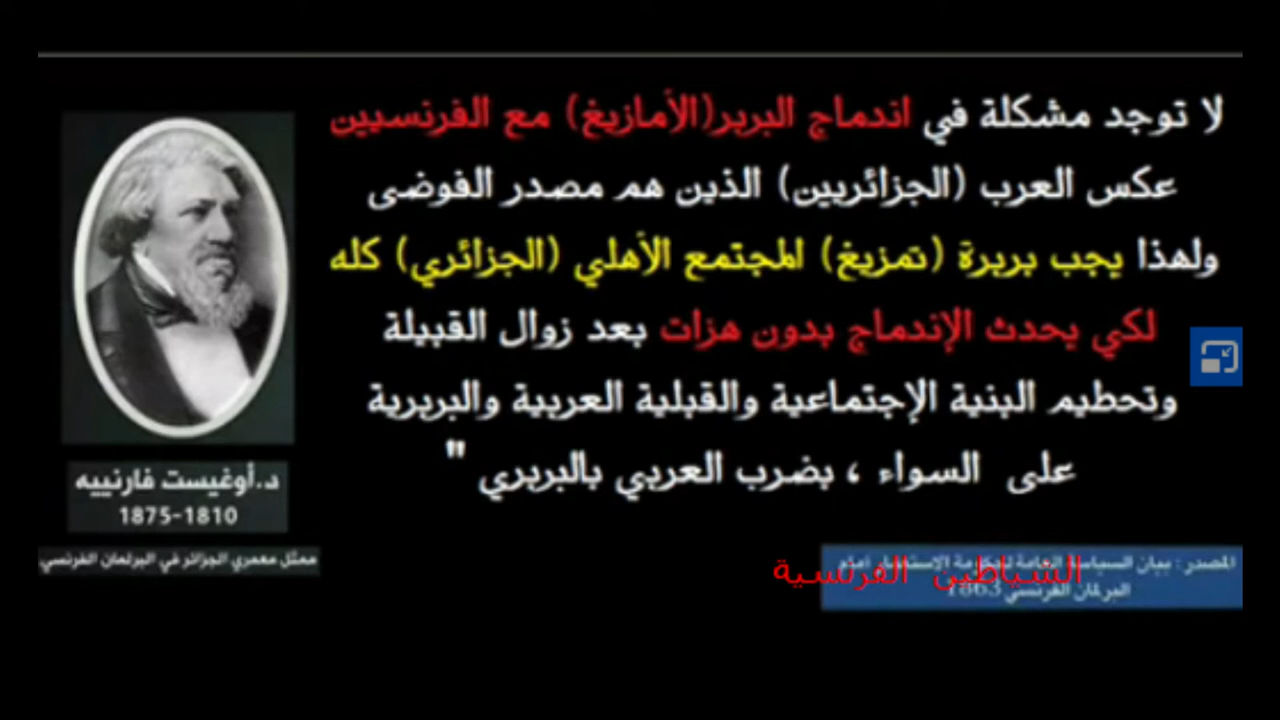 لا توجد مشكلة في اندماج البربر(الأمازيغ) مع الفرنسيين
عكس العرب (الجزائريين) الذين هم مصدر الفوضى
ولهذا يجب بربرة (تمزيغ) المجتمع الأهلي (الجزائري) كله
لكي يحدث الإندماج بدون هزات بعد زوال القبيلة
وتحطيم البنية الإجتماعية والقبلية العربية والبربرية
على السواء ، بضرب العربي بالبربري "
د.أوغيست فارنييه
1875-1810
ممثل معمري الجزائر في البرلمان الفرنسي
المصدر : بيان السياسة العامة
الشياطين الفرنسية
البرلمان الفرنسي 1863